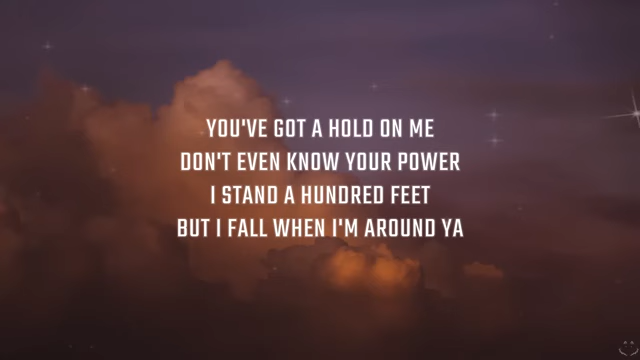 YOU'VE GOT A HOLD ON ME
DON'T EVEN KNOW YOUR POWER
I STAND A HUNDRED FEET
BUT I FALL WHEN I'M AROUND YA